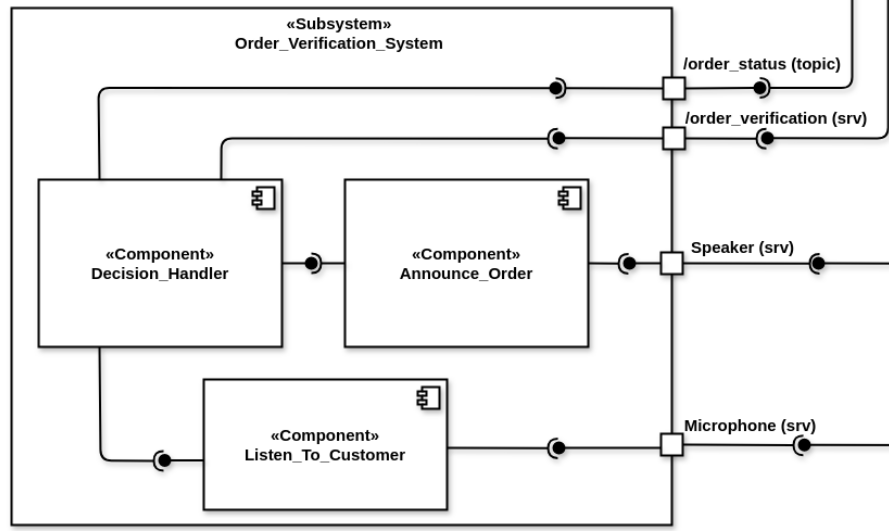 «Subsystem»
Order_Verification_System
/order_status (topic)
/order_verification (srv)
«Component»
Decision_Handler
«Component»
Announce_Order
Speaker (srv)
«Component»
Listen_To_Customer
Microphone (srv)